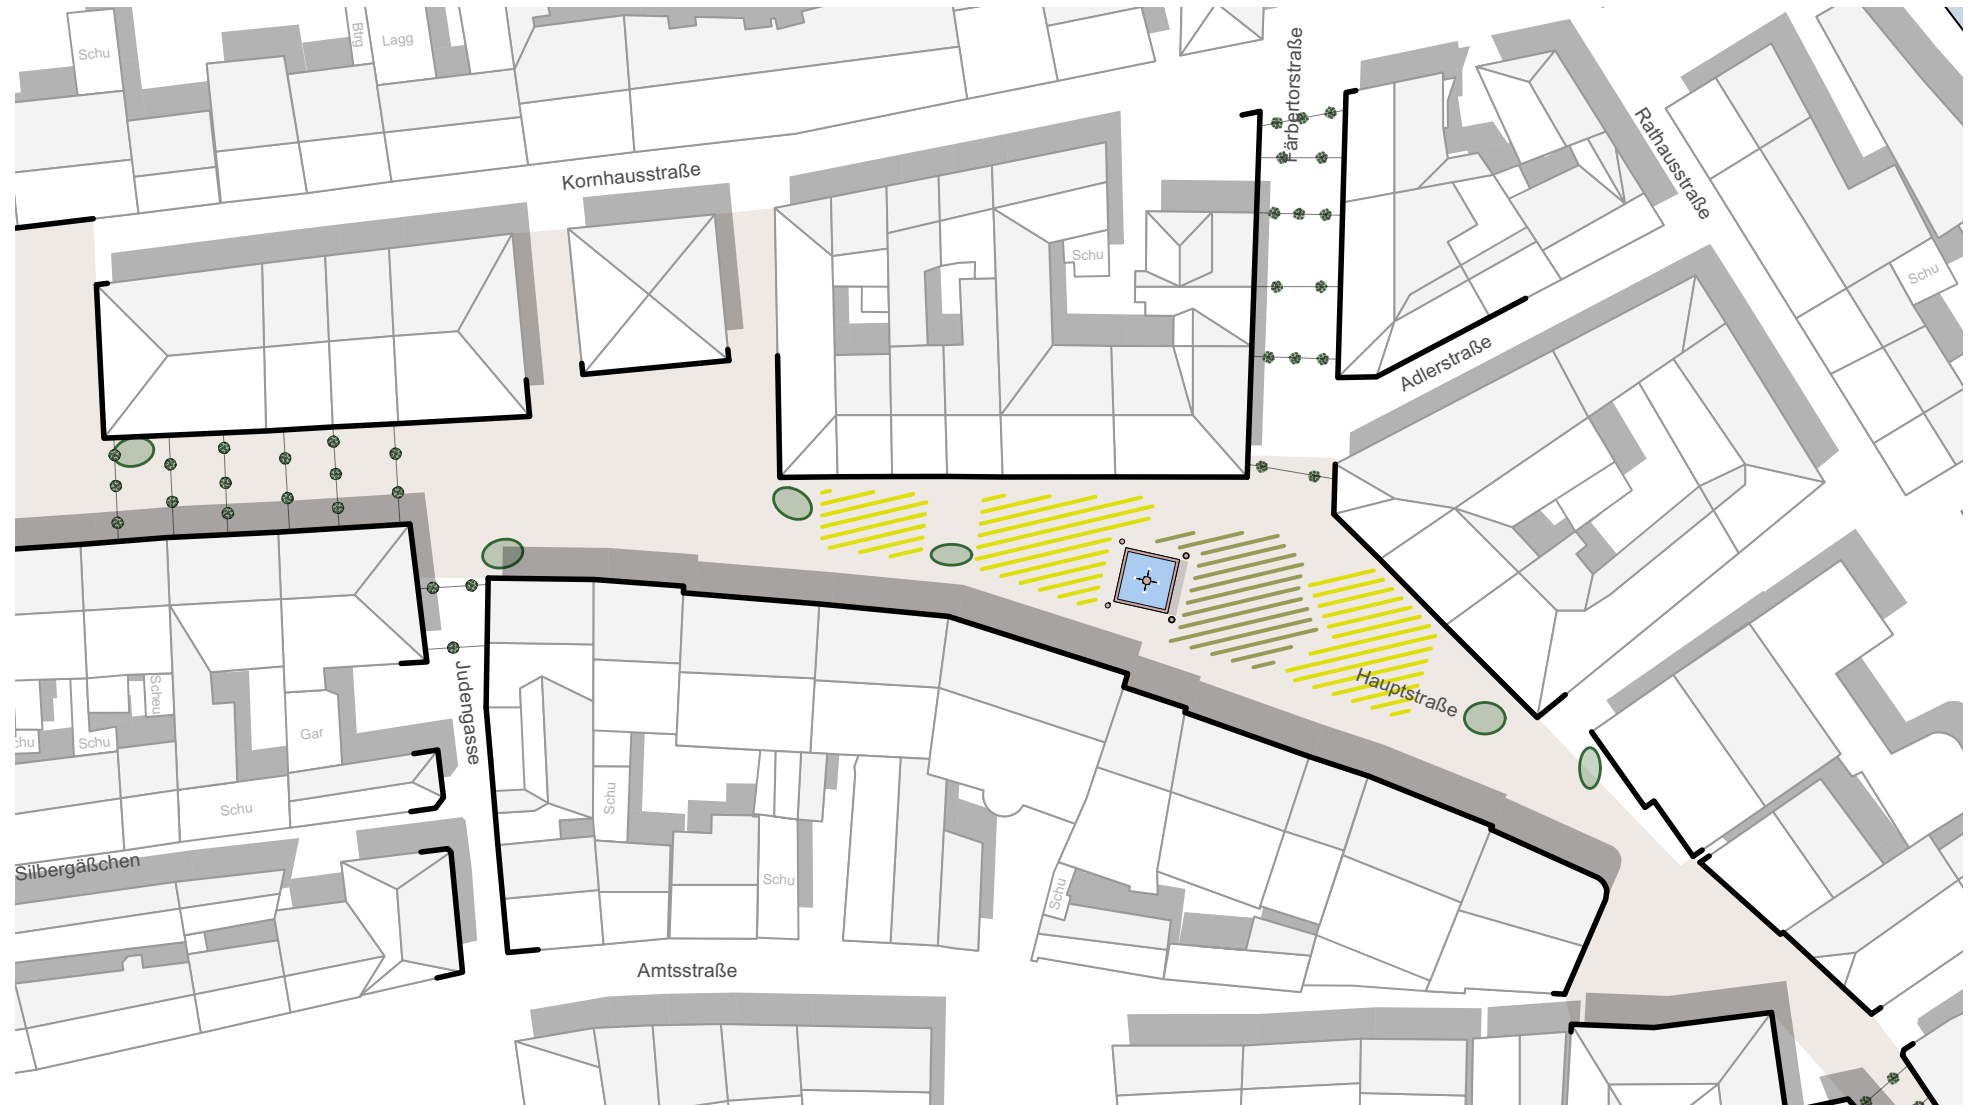 Schu
Btrg
Lagg
Färbertorstraße
Rathausstraße
Kornhausstraße
Schu
Schu
Adlerstraße
Judengasse
Hauptstraße
Scheu
chu
Schu
Gar
Schu
Schu
Silbergäßchen
Schu
Schu
Amtsstraße